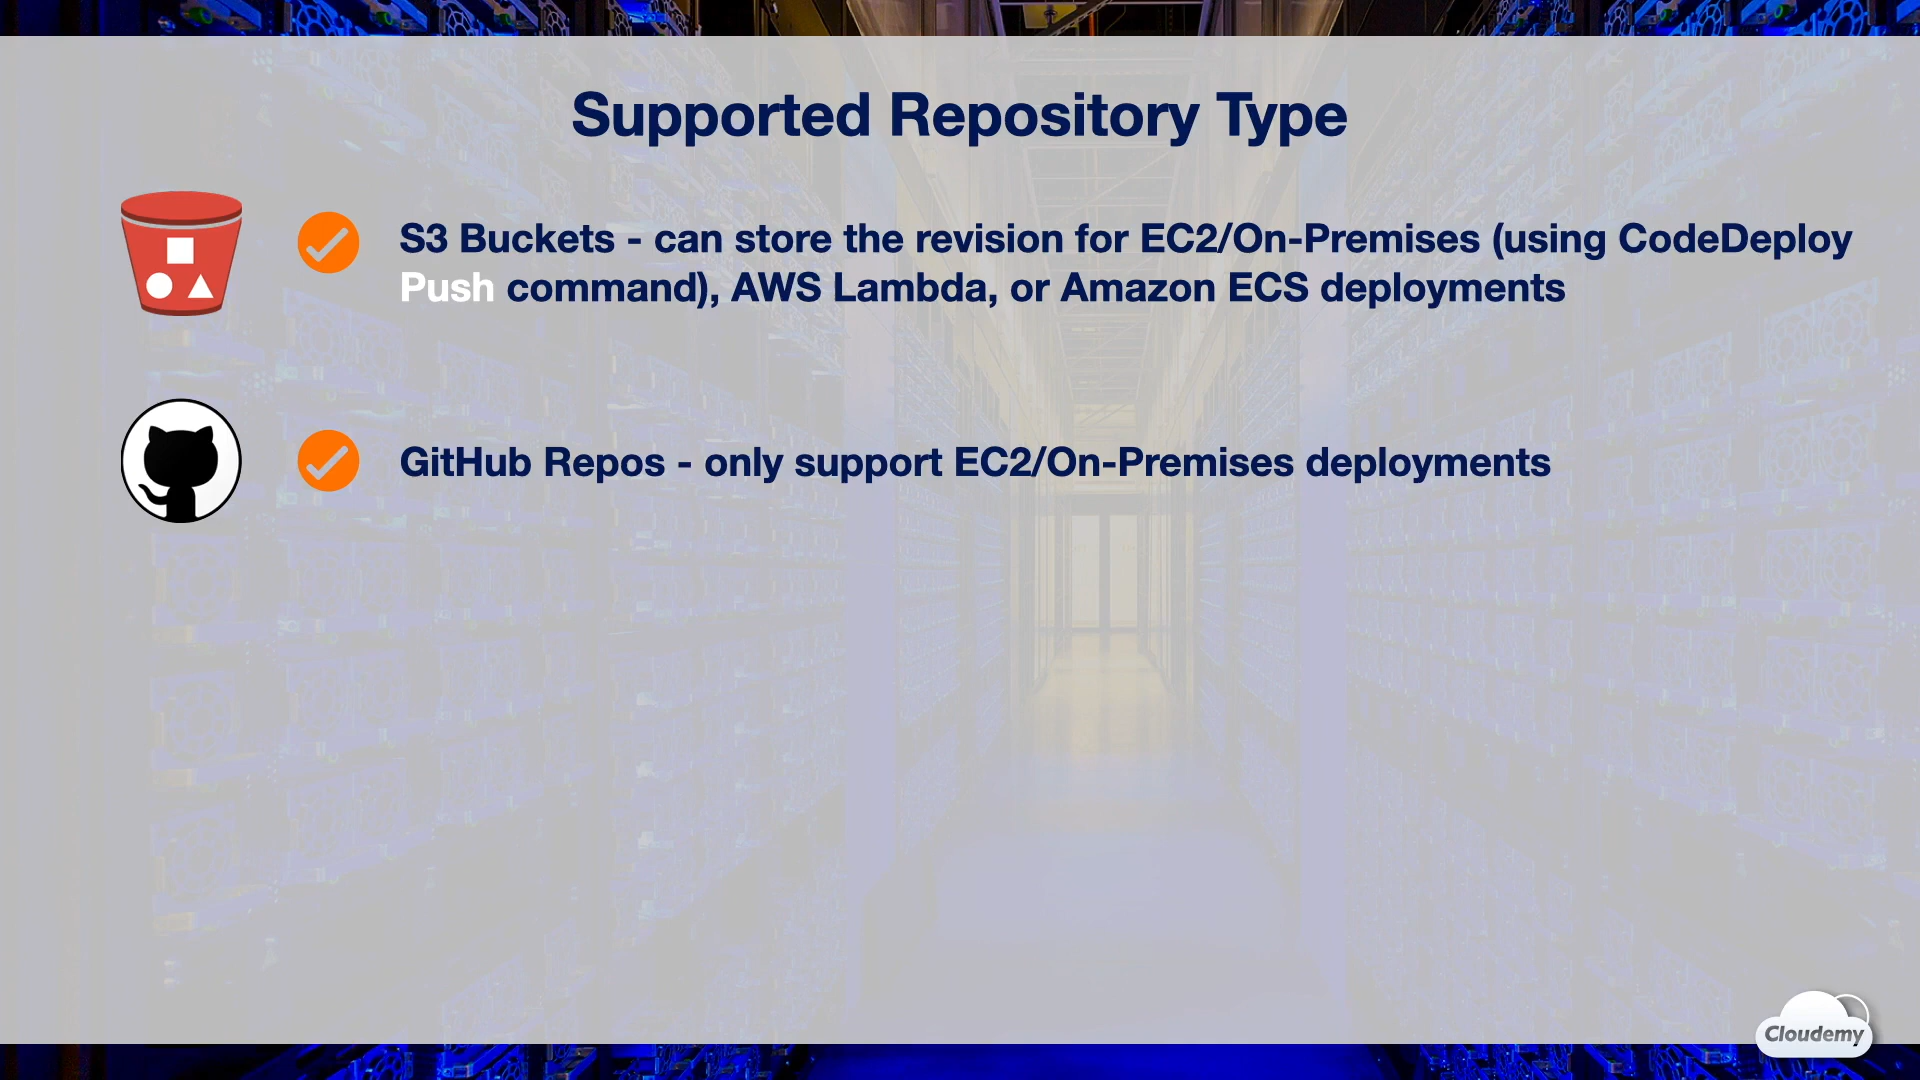 Supported Repository Type
S3 Buckets - can store the revision for EC2/On-Premises (using CodeDeploy
Push command), AWS Lambda, or Amazon ECS deployments
GitHub Repos - only support EC2/On-Premises deployments
Cloudemy